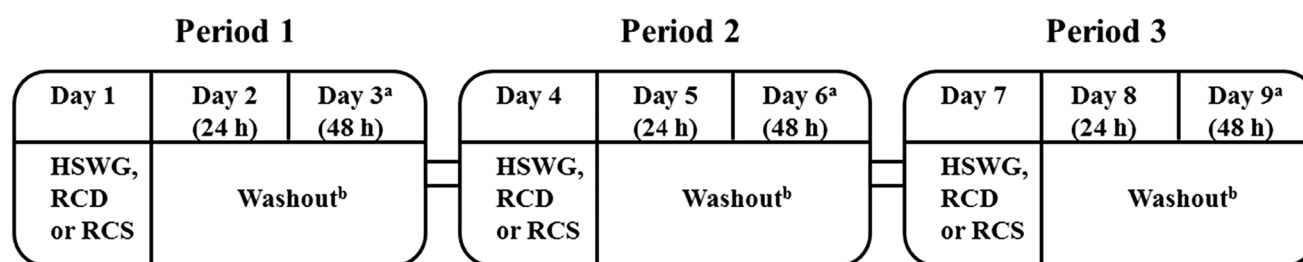 Period 1
Period 2
Period 3
Day 1
Day 2
(24 h)
Day 3ᵃ
(48 h)
HSWG,
RCD
or RCS
Washoutᵇ
Day 4
Day 5
(24 h)
Day 6ᵃ
(48 h)
HSWG,
RCD
or RCS
Washoutᵇ
Day 7
Day 8
(24 h)
Day 9ᵃ
(48 h)
HSWG,
RCD
or RCS
Washoutᵇ